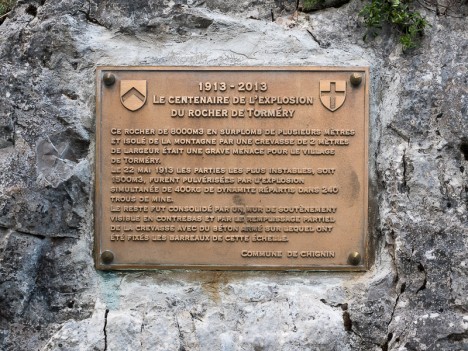 1913 - 2013
LE CENTENAIRE DE L'EXPLOSION
DU ROCHER DE TORMÉRY
CE ROCHER DE 8000M3 EN SURPLOMB DE PLUSIEURS MÈTRES
ET ISOLÉ DE LA MONTAGNE PAR UNE CREVASSE DE 2 MÈTRES
DE LARGEUR ÉTAIT UNE GRAVE MENACE POUR LE VILLAGE
DE TORMÉRY.
LE 22 MAI 1913 LES PARTIES LES PLUS INSTABLES, SOIT
1500M3, FURENT PULVÉRISÉES PAR L'EXPLOSION
SIMULTANÉE DE 400KG DE DYNAMITE RÉPARTIS DANS 240
TROUS DE MINE.
LE RESTE FUT CONSOLIDÉ PAR UN MUR DE SOUTÈNEMENT
VISIBLE EN CONTREBAS ET PAR LE REMPLISSAGE PARTIEL
DE LA CREVASSE AVEC DU BÉTON ARMÉ SUR LEQUEL ONT
ÉTÉ FIXÉS LES BARREAUX DE CETTE ÉCHELLE.
COMMUNE DE CHIGNIN